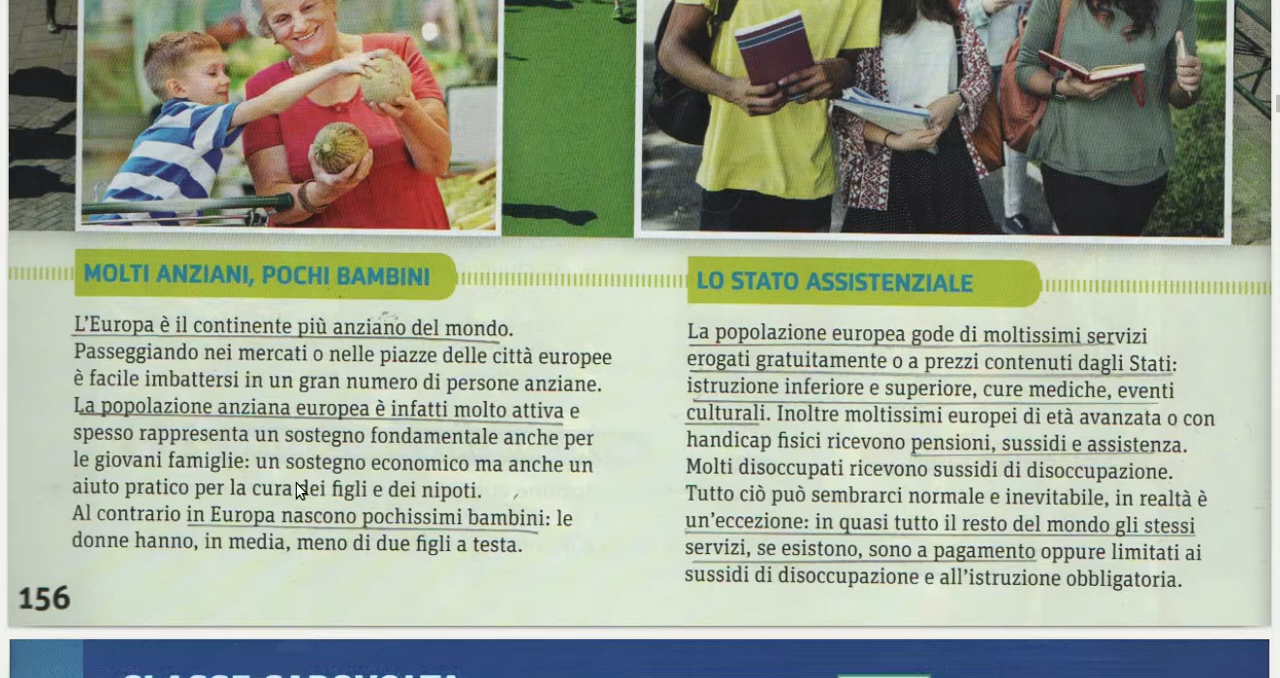 MOLTI ANZIANI, POCHI BAMBINI
L'Europa è il continente più anziano del mondo.
Passeggiando nei mercati o nelle piazze delle città europee
è facile imbattersi in un gran numero di persone anziane.
La popolazione anziana europea è infatti molto attiva e
spesso rappresenta un sostegno fondamentale anche per
le giovani famiglie: un sostegno economico ma anche un
aiuto pratico per la cura dei figli e dei nipoti.
Al contrario in Europa nascono pochissimi bambini: le
donne hanno, in media, meno di due figli a testa.
LO STATO ASSISTENZIALE
La popolazione europea gode di moltissimi servizi
erogati gratuitamente o a prezzi contenuti dagli Stati:
istruzione inferiore e superiore, cure mediche, eventi
culturali. Inoltre moltissimi europei di età avanzata o con
handicap fisici ricevono pensioni, sussidi e assistenza.
Molti disoccupati ricevono sussidi di disoccupazione.
Tutto ciò può sembrarci normale e inevitabile, in realtà è
un'eccezione: in quasi tutto il resto del mondo gli stessi
servizi, se esistono, sono a pagamento oppure limitati ai
sussidi di disoccupazione e all'istruzione obbligatoria.
156
CLASSE CAPOVOLTA